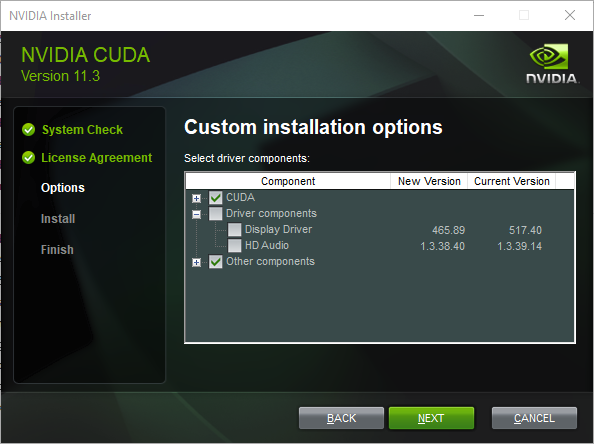 NVIDIA Installer
NVIDIA CUDA
Version 11.3
NVIDIA.
System Check
License Agreement
Options
Install
Finish
Custom installation options
Select driver components:
Component New Version Current Version
CUDA
Driver components
Display Driver 465.89 517.40
HD Audio 1.3.38.40 1.3.39.14
Other components
BACK NEXT CANCEL